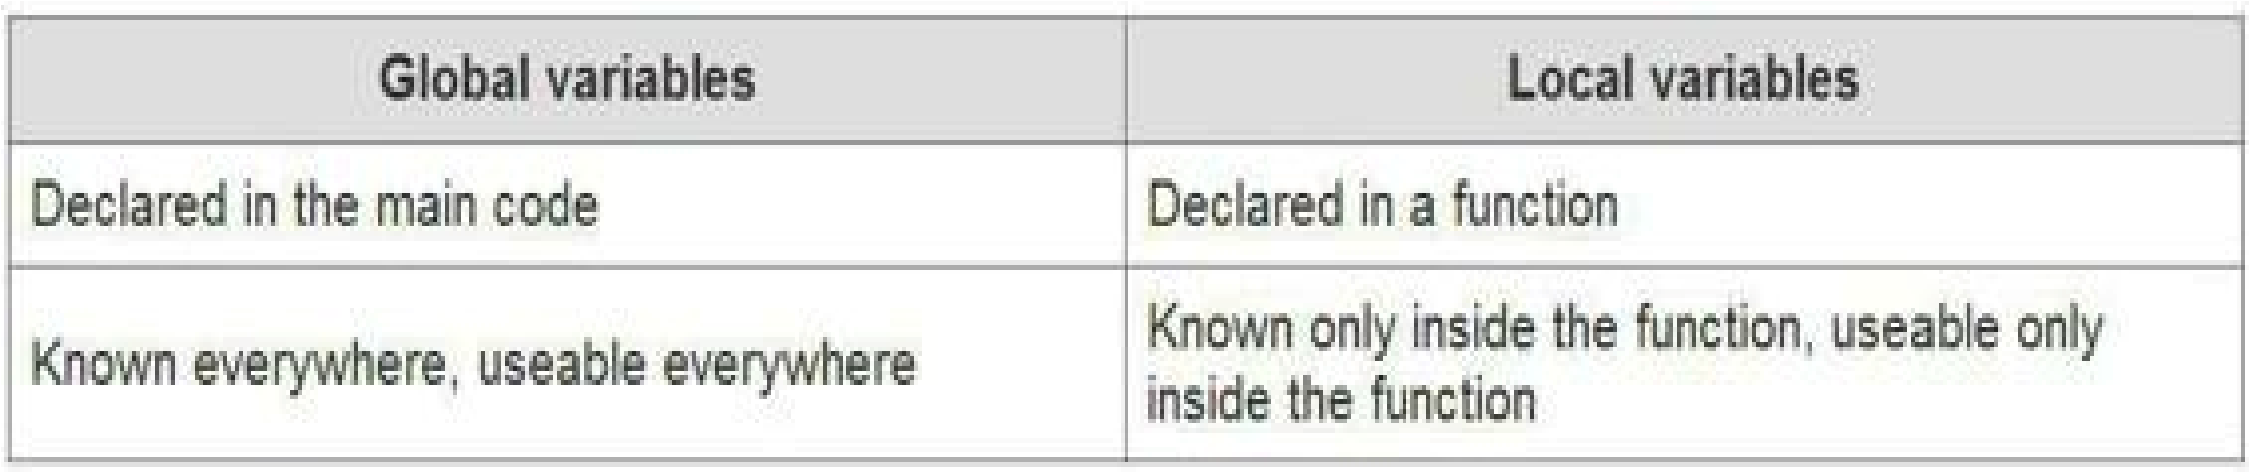 Global variables
Local variables
Declared in the main code
Declared in a function
Known everywhere, useable everywhere
Known only inside the function, useable only
inside the function